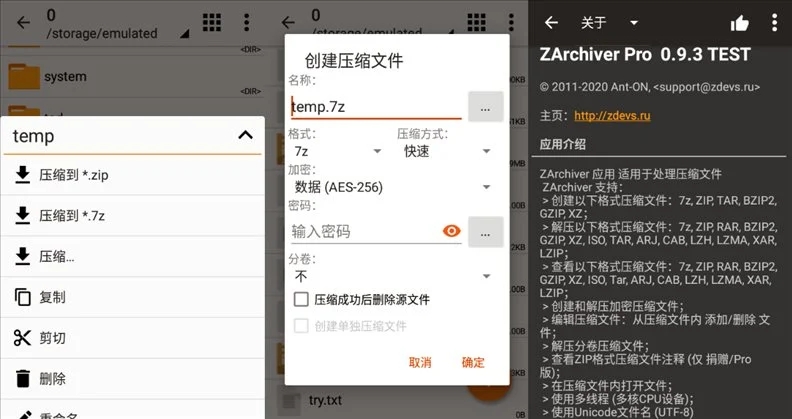 0
/storage/emulated
<DIR>
system
<DIR>
temp
压缩到 *.zip
压缩到 *.7z
压缩...
复制
剪切
删除
重命名
0
/storage/emulated
创建压缩文件
名称：
temp.7z
...
格式：
压缩方式：
7z
快速
加密：
数据 (AES-256)
密码：
输入密码
...
分卷：
不
压缩成功后删除源文件
创建单独压缩文件
取消
确定
try.txt
关于
ZArchiver Pro 0.9.3 TEST
© 2011-2020 Ant-ON, <support@zdevs.ru>
主页：http://zdevs.ru
应用介绍
ZArchiver 应用 适用于处理压缩文件
ZArchiver 支持：
> 创建以下格式压缩文件：7z, ZIP, TAR, BZIP2,
GZIP, XZ；
> 解压以下格式压缩文件：7z, ZIP, RAR, BZIP2,
GZIP, XZ, ISO, TAR, ARJ, CAB, LZH, LZMA, XAR,
LZIP；
> 查看以下格式压缩文件：7z, ZIP, RAR, BZIP2,
GZIP, XZ, ISO, Tar, ARJ, CAB, LZH, LZMA, XAR,
LZIP；
> 创建和解压加密压缩文件；
> 编辑压缩文件：从压缩文件内 添加/删除 文
件；
> 解压分卷压缩文件；
> 查看ZIP格式压缩文件注释 (仅 捐赠/Pro
版)；
> 在压缩文件内打开文件；
> 使用多线程 (多核CPU设备)；
> 使用Unicode文件名 (UTF-8)